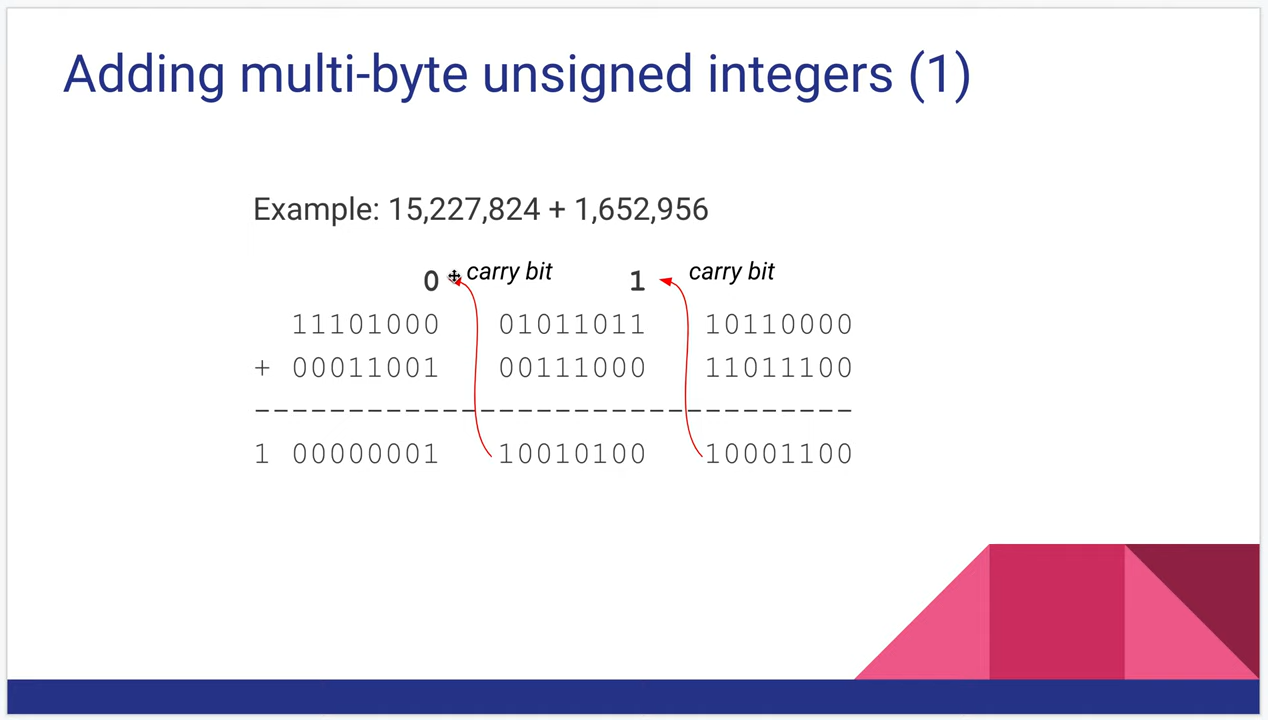 Adding multi-byte unsigned integers (1)
Example: 15,227,824 + 1,652,956
0 carry bit 1 carry bit
11101000 01011011 10110000
+ 00011001 00111000 11011100
--------------------------------
1 00000001 10010100 10001100